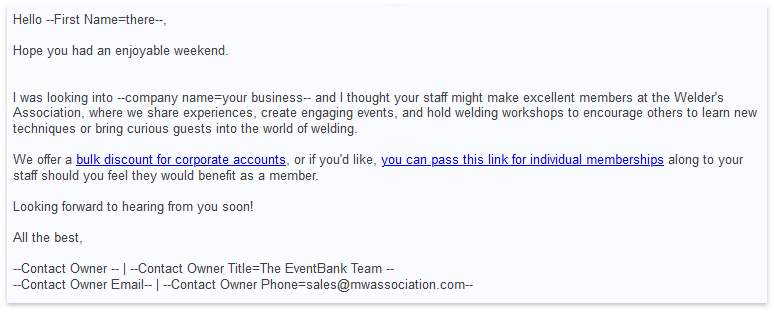 Hello --First Name=there--,
Hope you had an enjoyable weekend.
I was looking into --company name=your business-- and I thought your staff might make excellent members at the Welder's
Association, where we share experiences, create engaging events, and hold welding workshops to encourage others to learn new
techniques or bring curious guests into the world of welding.
We offer a bulk discount for corporate accounts, or if you'd like, you can pass this link for individual memberships along to your
staff should you feel they would benefit as a member.
Looking forward to hearing from you soon!
All the best,
--Contact Owner -- | --Contact Owner Title=The EventBank Team --
--Contact Owner Email-- | --Contact Owner Phone=sales@mwassociation.com--